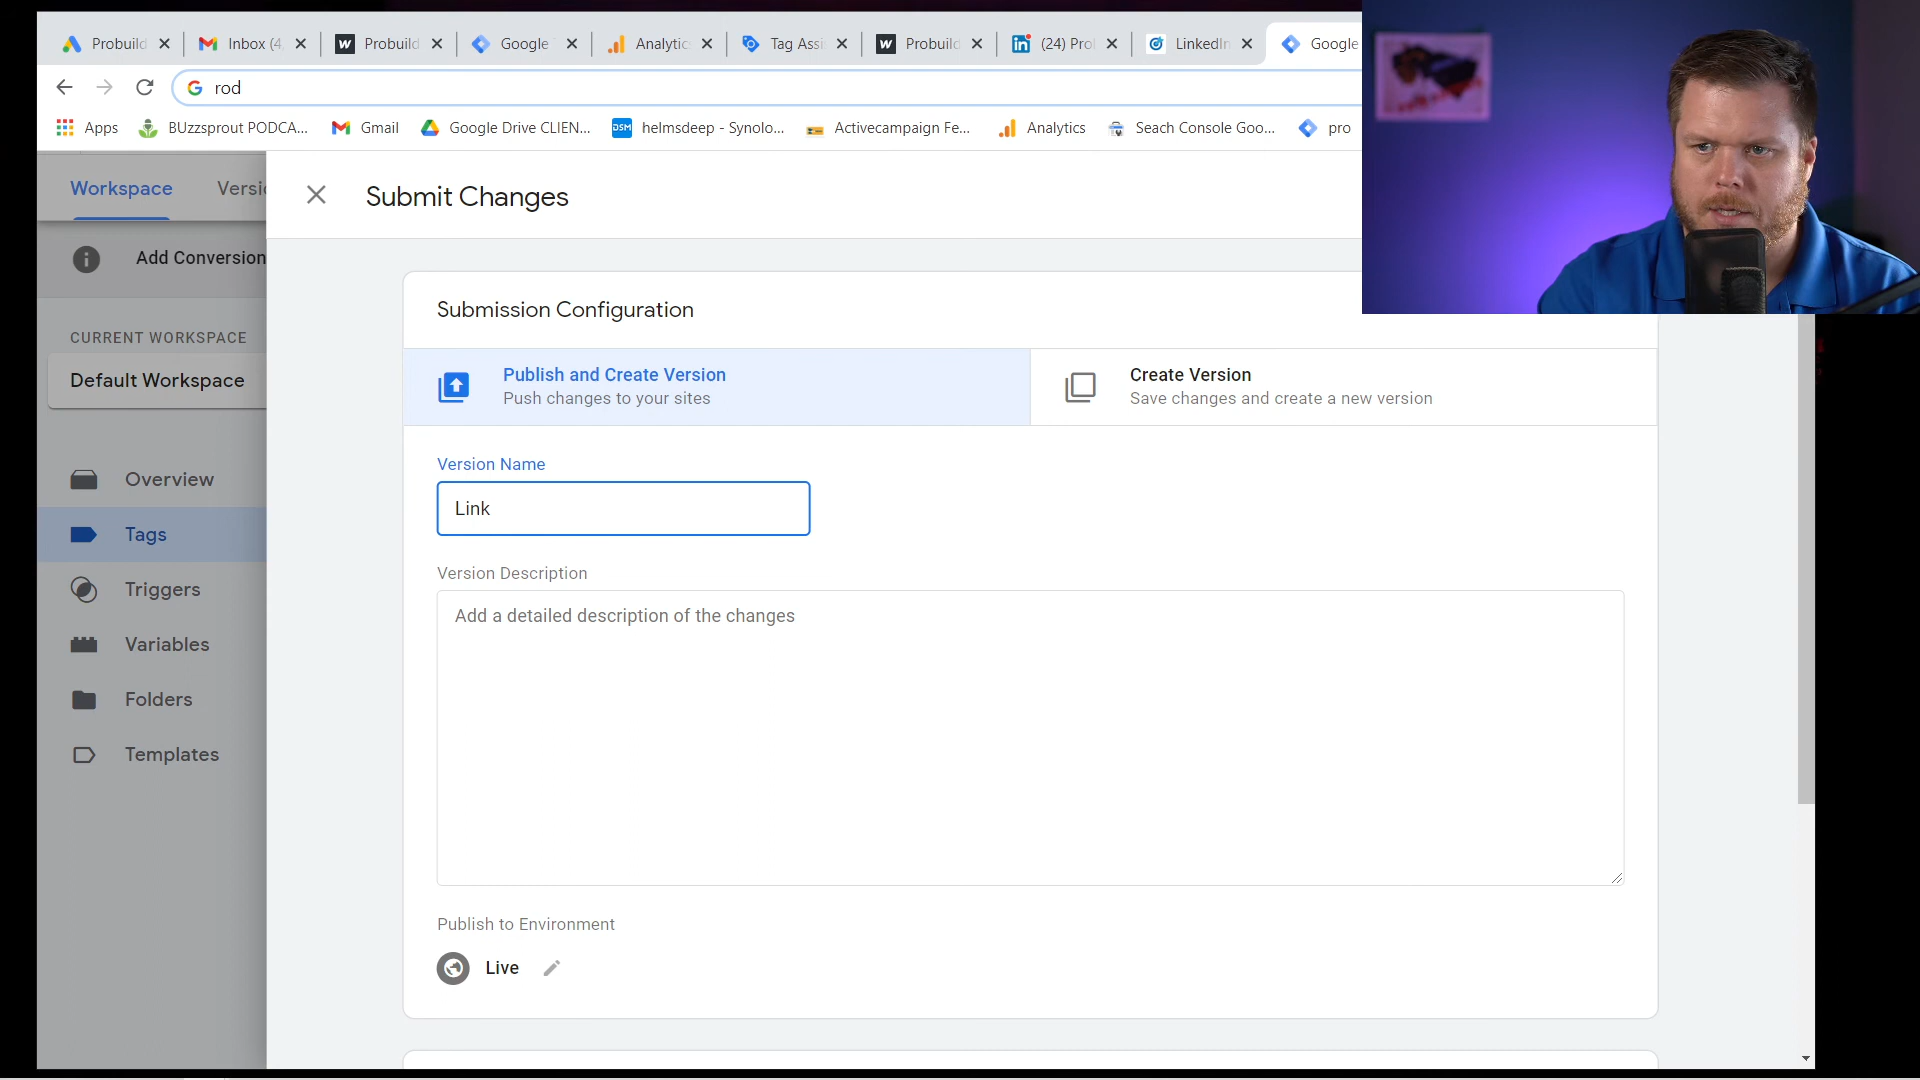 Probuild
Inbox (4
Probuild
Google
Analytic
Tag Assi
Probuild
(24) Pro
LinkedIn
Google
rod
Apps
BUzzsprout PODCA...
Gmail
Google Drive CLIEN...
DSM
helmsdeep - Synolo...
Activecampaign Fe...
Analytics
Seach Console Goo...
pro
Workspace
Versio
Submit Changes
Add Conversion
Submission Configuration
CURRENT WORKSPACE
Default Workspace
Publish and Create Version
Push changes to your sites
Create Version
Save changes and create a new version
Version Name
Link
Overview
Tags
Triggers
Variables
Folders
Templates
Version Description
Add a detailed description of the changes
Publish to Environment
Live